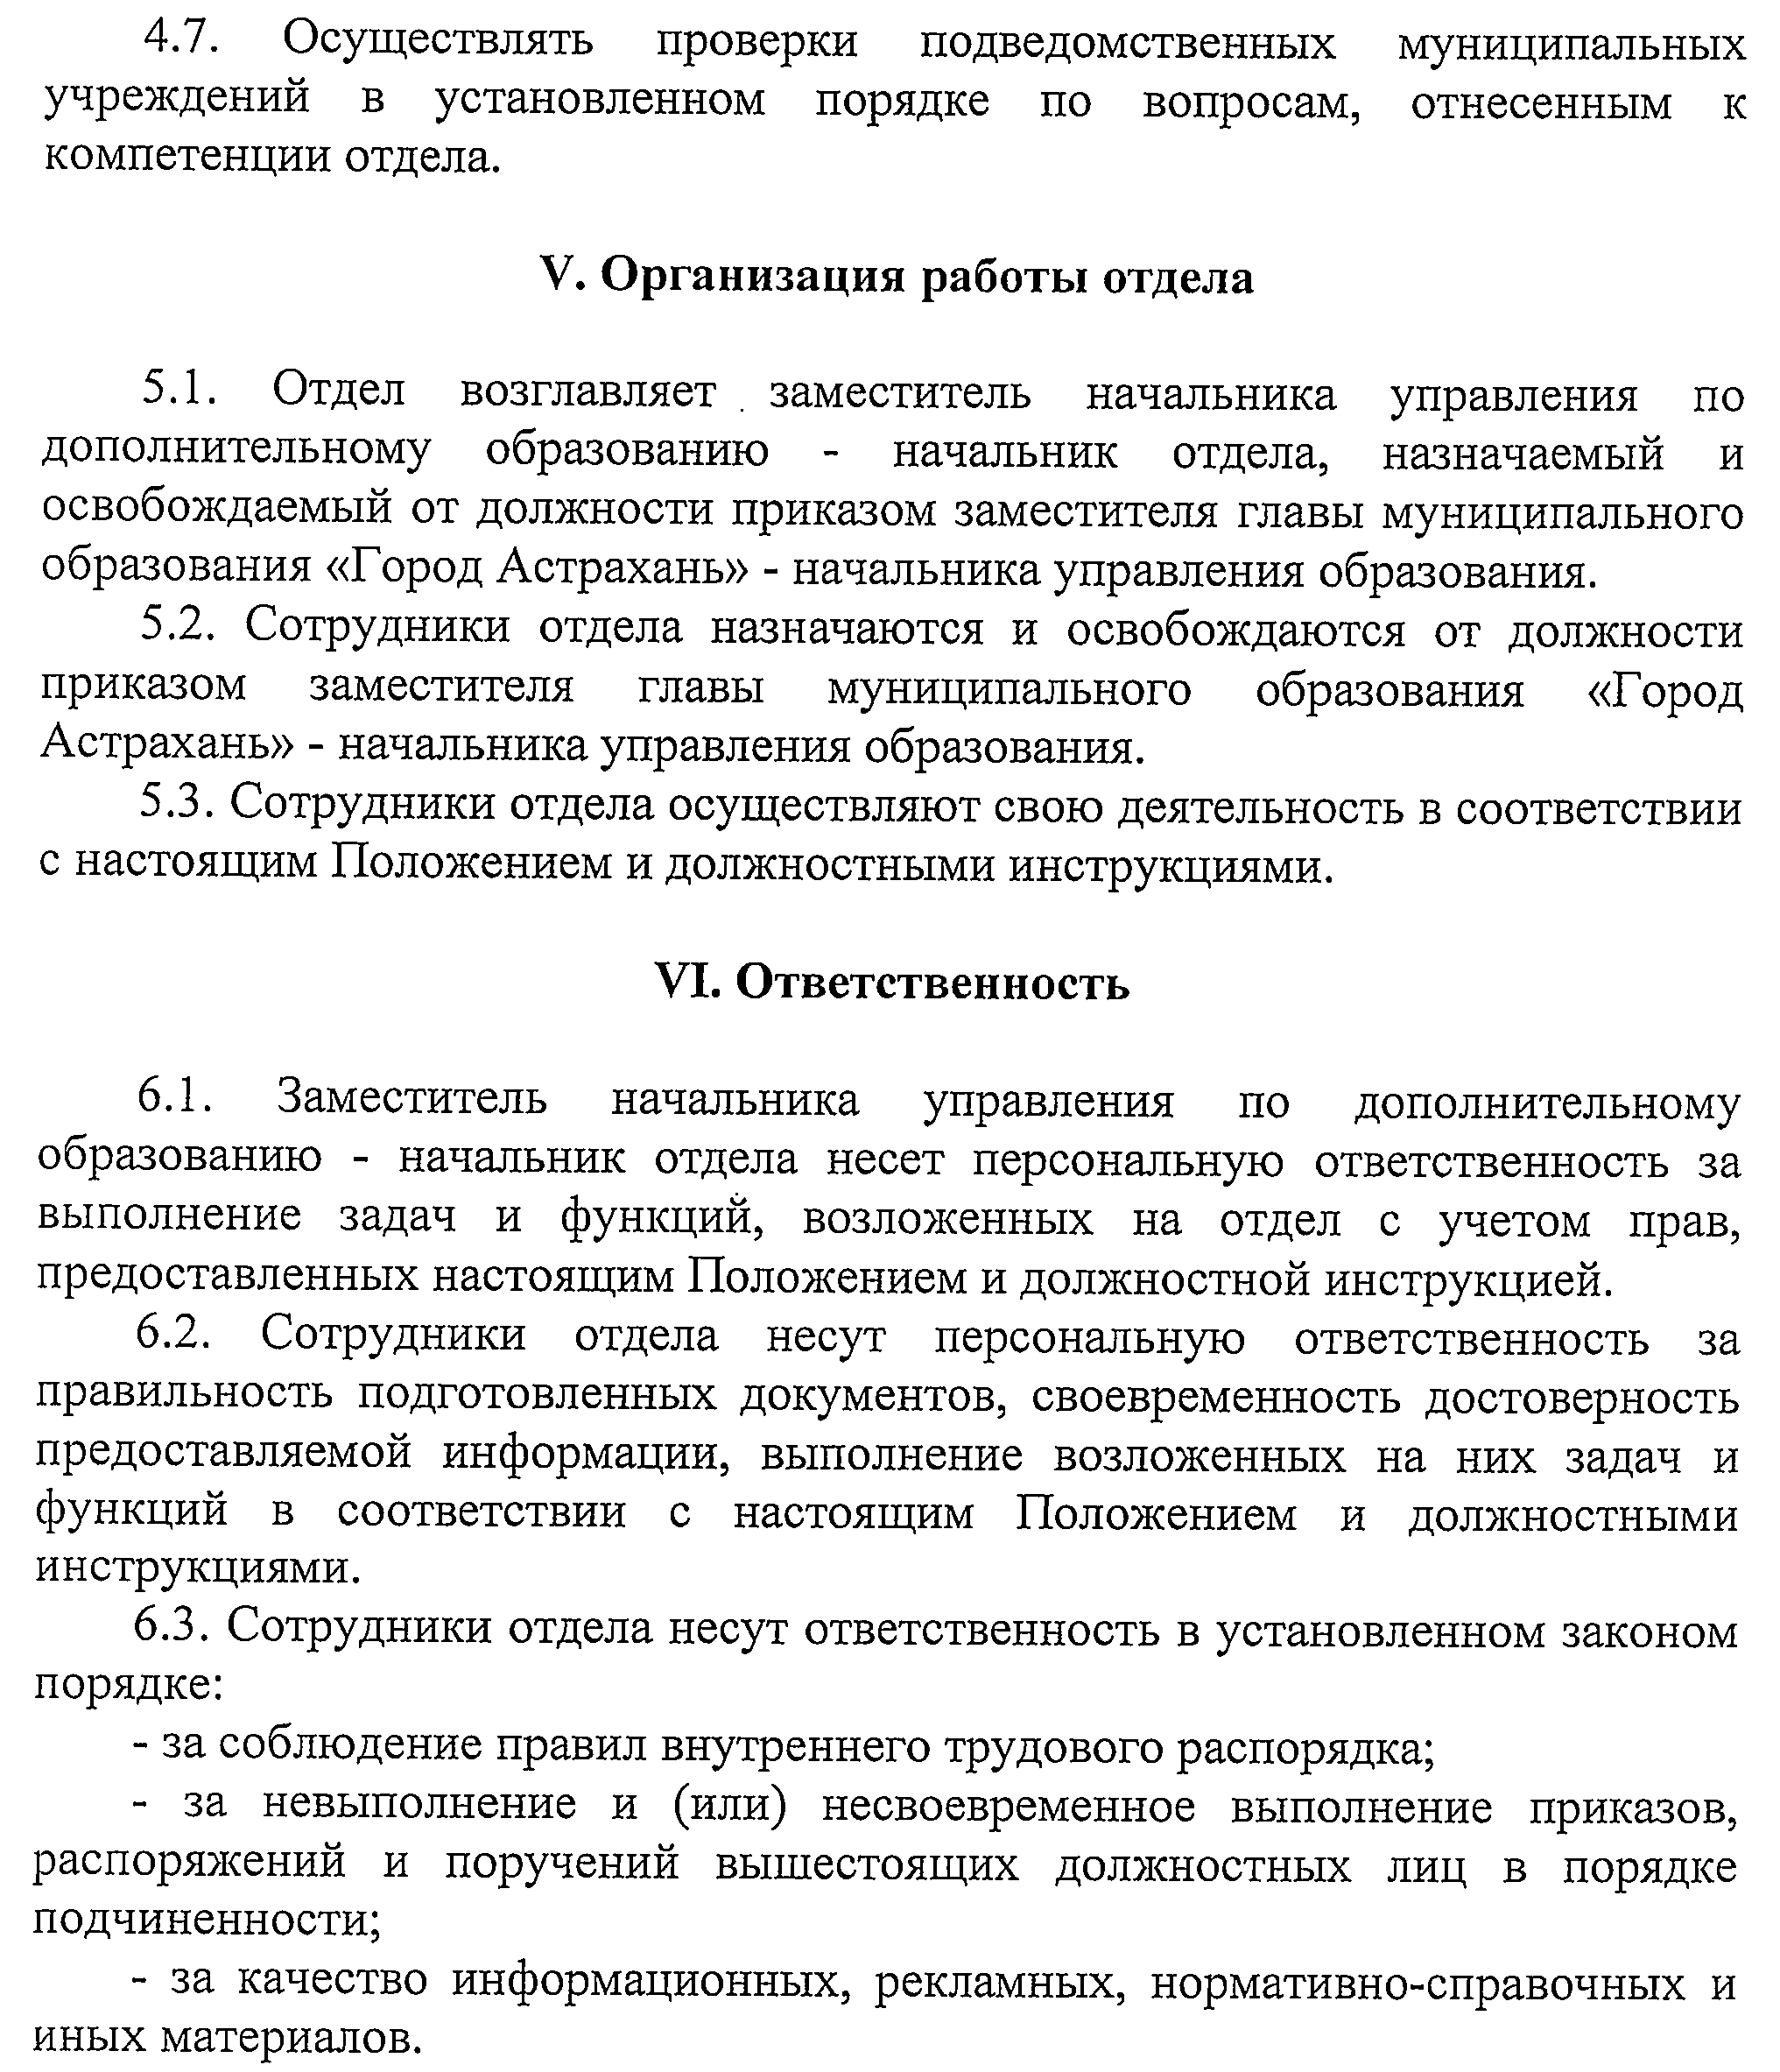 4.7. Осуществлять проверки подведомственных муниципальных
учреждений в установленном порядке по вопросам, отнесенным к
компетенции отдела.
V. Организация работы отдела
5.1. Отдел возглавляет заместитель начальника управления по
дополнительному образованию - начальник отдела, назначаемый и
освобождаемый от должности приказом заместителя главы муниципального
образования «Город Астрахань» - начальника управления образования.
5.2. Сотрудники отдела назначаются и освобождаются от должности
приказом заместителя главы муниципального образования «Город
Астрахань» - начальника управления образования.
5.3. Сотрудники отдела осуществляют свою деятельность в соответствии
с настоящим Положением и должностными инструкциями.
VI. Ответственность
6.1. Заместитель начальника управления по дополнительному
образованию - начальник отдела несет персональную ответственность за
выполнение задач и функций, возложенных на отдел с учетом прав,
предоставленных настоящим Положением и должностной инструкцией.
6.2. Сотрудники отдела несут персональную ответственность за
правильность подготовленных документов, своевременность достоверность
предоставляемой информации, выполнение возложенных на них задач и
функций в соответствии с настоящим Положением и должностными
инструкциями.
6.3. Сотрудники отдела несут ответственность в установленном законом
порядке:
- за соблюдение правил внутреннего трудового распорядка;
- за невыполнение и (или) несвоевременное выполнение приказов,
распоряжений и поручений вышестоящих должностных лиц в порядке
подчиненности;
- за качество информационных, рекламных, нормативно-справочных и
иных материалов.